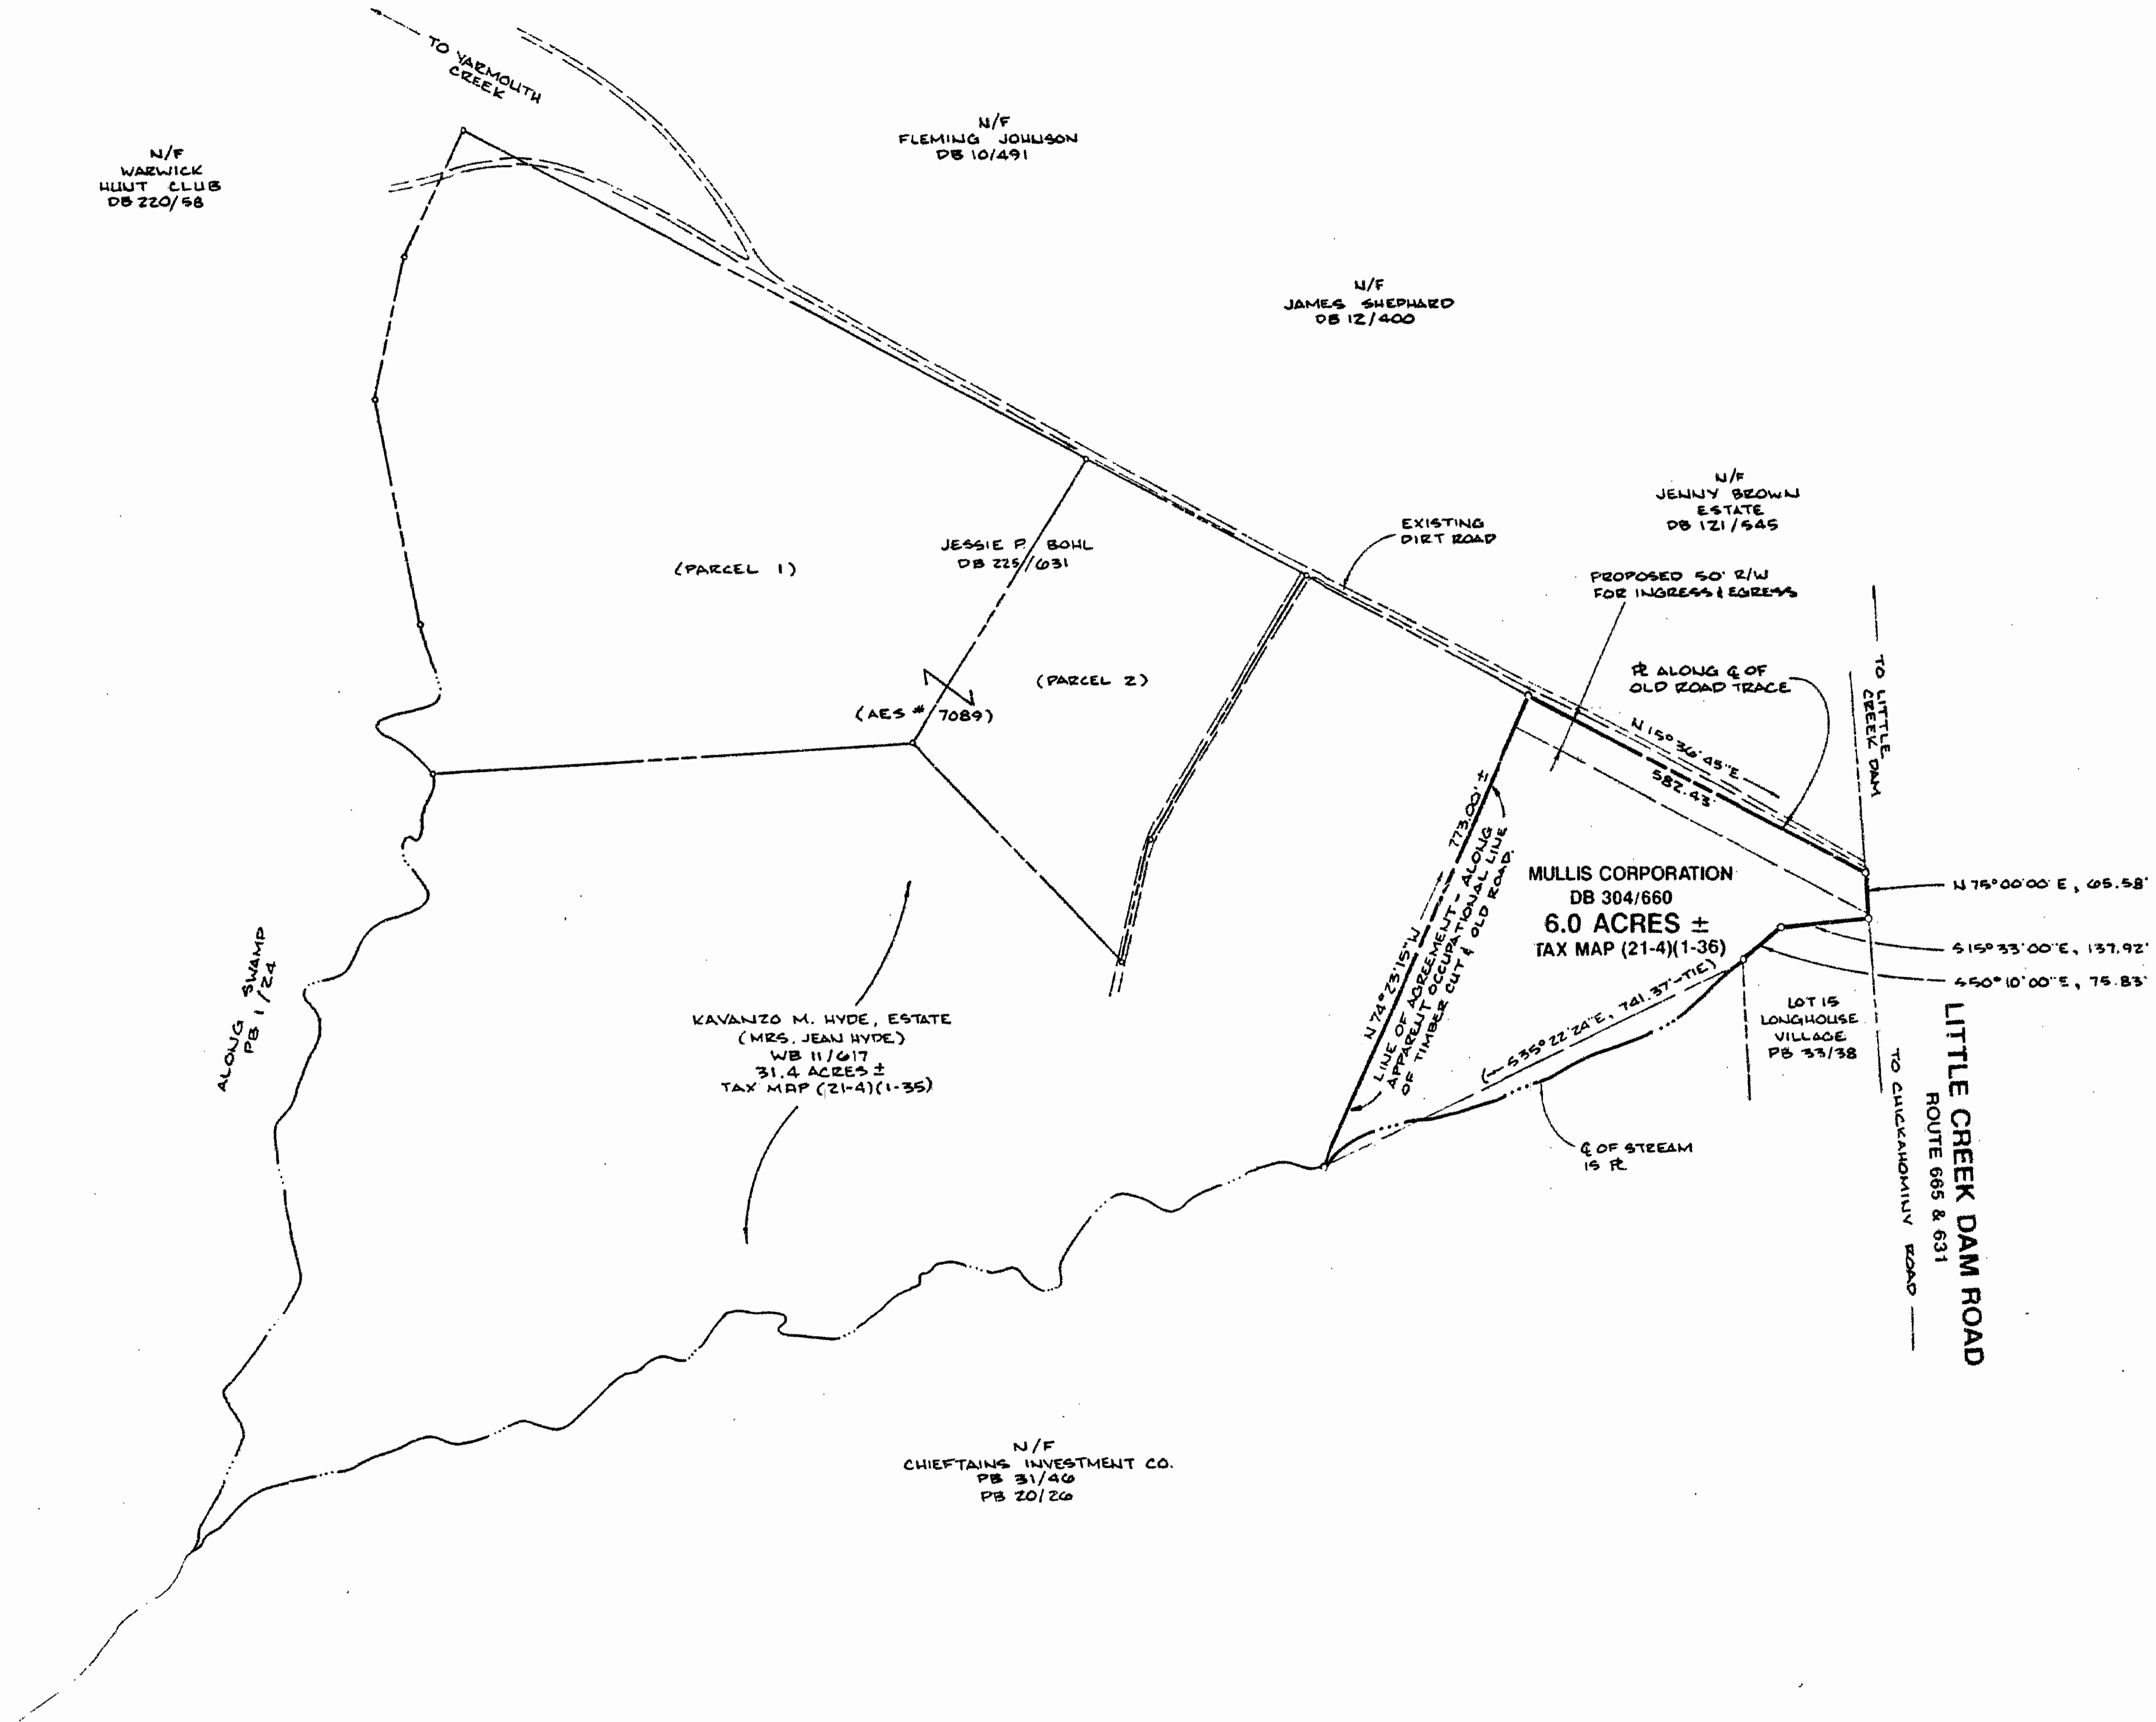 TO YARMOUTH
CREEK
N/F
WARWICK
HUNT CLUB
DB 220/58
N/F
FLEMING JOHNSON
DB 10/491
N/F
JAMES SHEPHARD
DB 12/400
N/F
JENNY BROWN
ESTATE
DB 121/545
EXISTING
DIRT ROAD
PROPOSED 50' R/W
FOR INGRESS & EGRESS
JESSIE P. BOHL
DB 225/631
(PARCEL 1)
(PARCEL 2)
(AES # 7089)
N
PL ALONG CL OF
OLD ROAD TRACE
TO LITTLE
CREEK DAM
N 15° 36' 45" E
582.43'
N 74° 23' 15" W 773.00' ±
LINE OF AGREEMENT - ALONG
APPARENT OCCUPATIONAL LINE
OF TIMBER CUT & OLD ROAD.
MULLIS CORPORATION
DB 304/660
6.0 ACRES ±
TAX MAP (21-4)(1-36)
N 75° 00' 00" E, 65.58'
S 15° 33' 00" E, 137.92'
S 50° 10' 00" E, 75.83'
(S 35° 22' 24" E, 741.37' - TIE)
LOT 15
LONGHOUSE
VILLAGE
PB 33/38
LITTLE CREEK DAM ROAD
ROUTE 665 & 631
TO CHICKAHOMINY ROAD
CL OF STREAM
IS PL
ALONG SWAMP
PB 1/24
KAVANZO M. HYDE, ESTATE
(MRS. JEAN HYDE)
WB 11/617
31.4 ACRES ±
TAX MAP (21-4)(1-35)
N/F
CHIEFTAINS INVESTMENT CO.
PB 31/46
PB 20/26